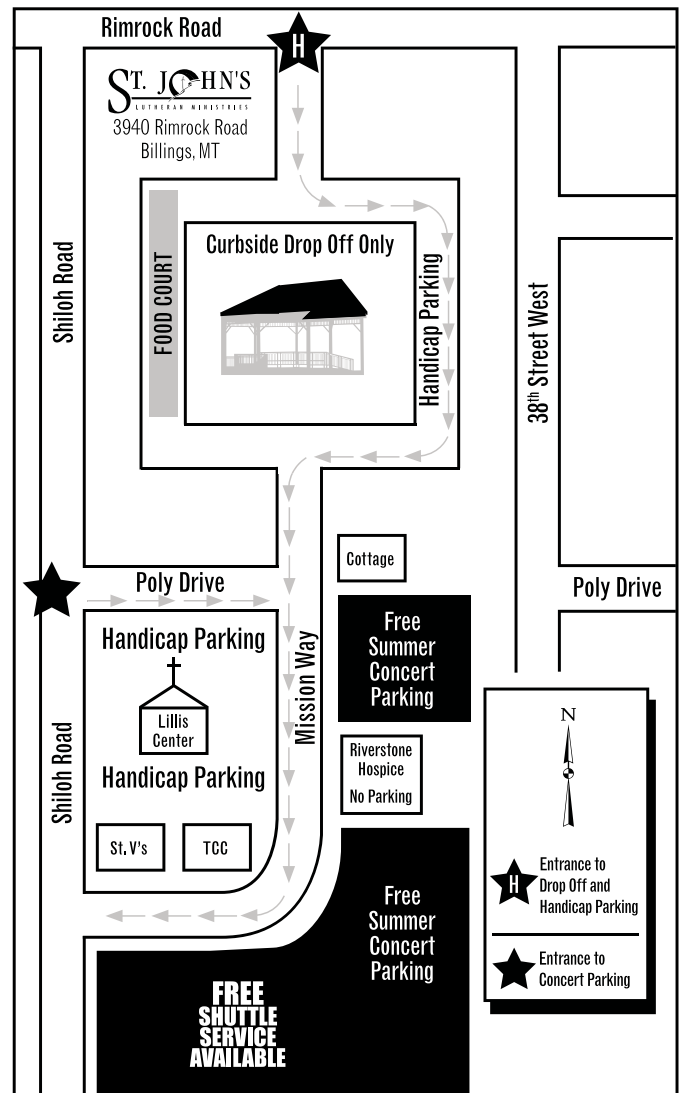 Rimrock Road
H
ST. JOHN'S
LUTHERAN MINISTRIES
3940 Rimrock Road
Billings, MT
Shiloh Road
FOOD COURT
Curbside Drop Off Only
Handicap Parking
38th Street West
Cottage
Poly Drive
Poly Drive
Handicap Parking
Lillis
Center
Handicap Parking
Mission Way
Free
Summer
Concert
Parking
Riverstone
Hospice
No Parking
Shiloh Road
St. V's
TCC
Free
Summer
Concert
Parking
FREE
SHUTTLE
SERVICE
AVAILABLE
N
H
Entrance to
Drop Off and
Handicap Parking
Entrance to
Concert Parking